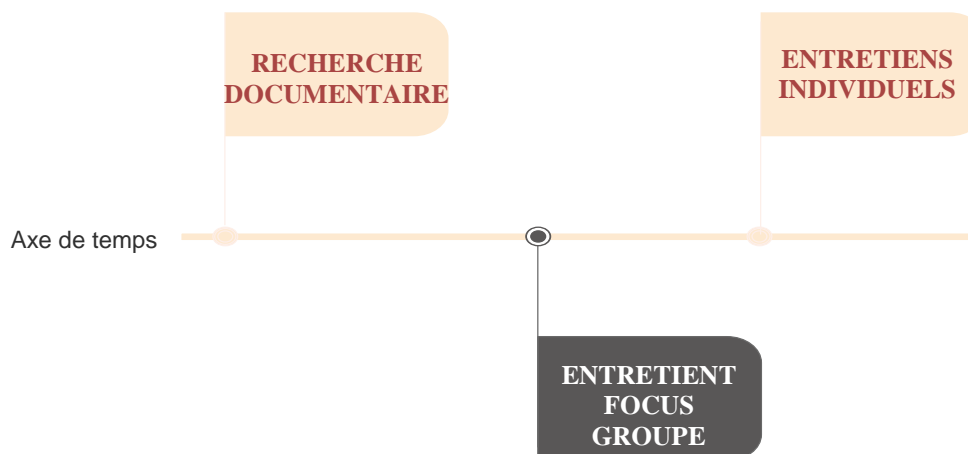 RECHERCHE
DOCUMENTAIRE
ENTRETIENS
INDIVIDUELS
Axe de temps
ENTRETIENT
FOCUS
GROUPE